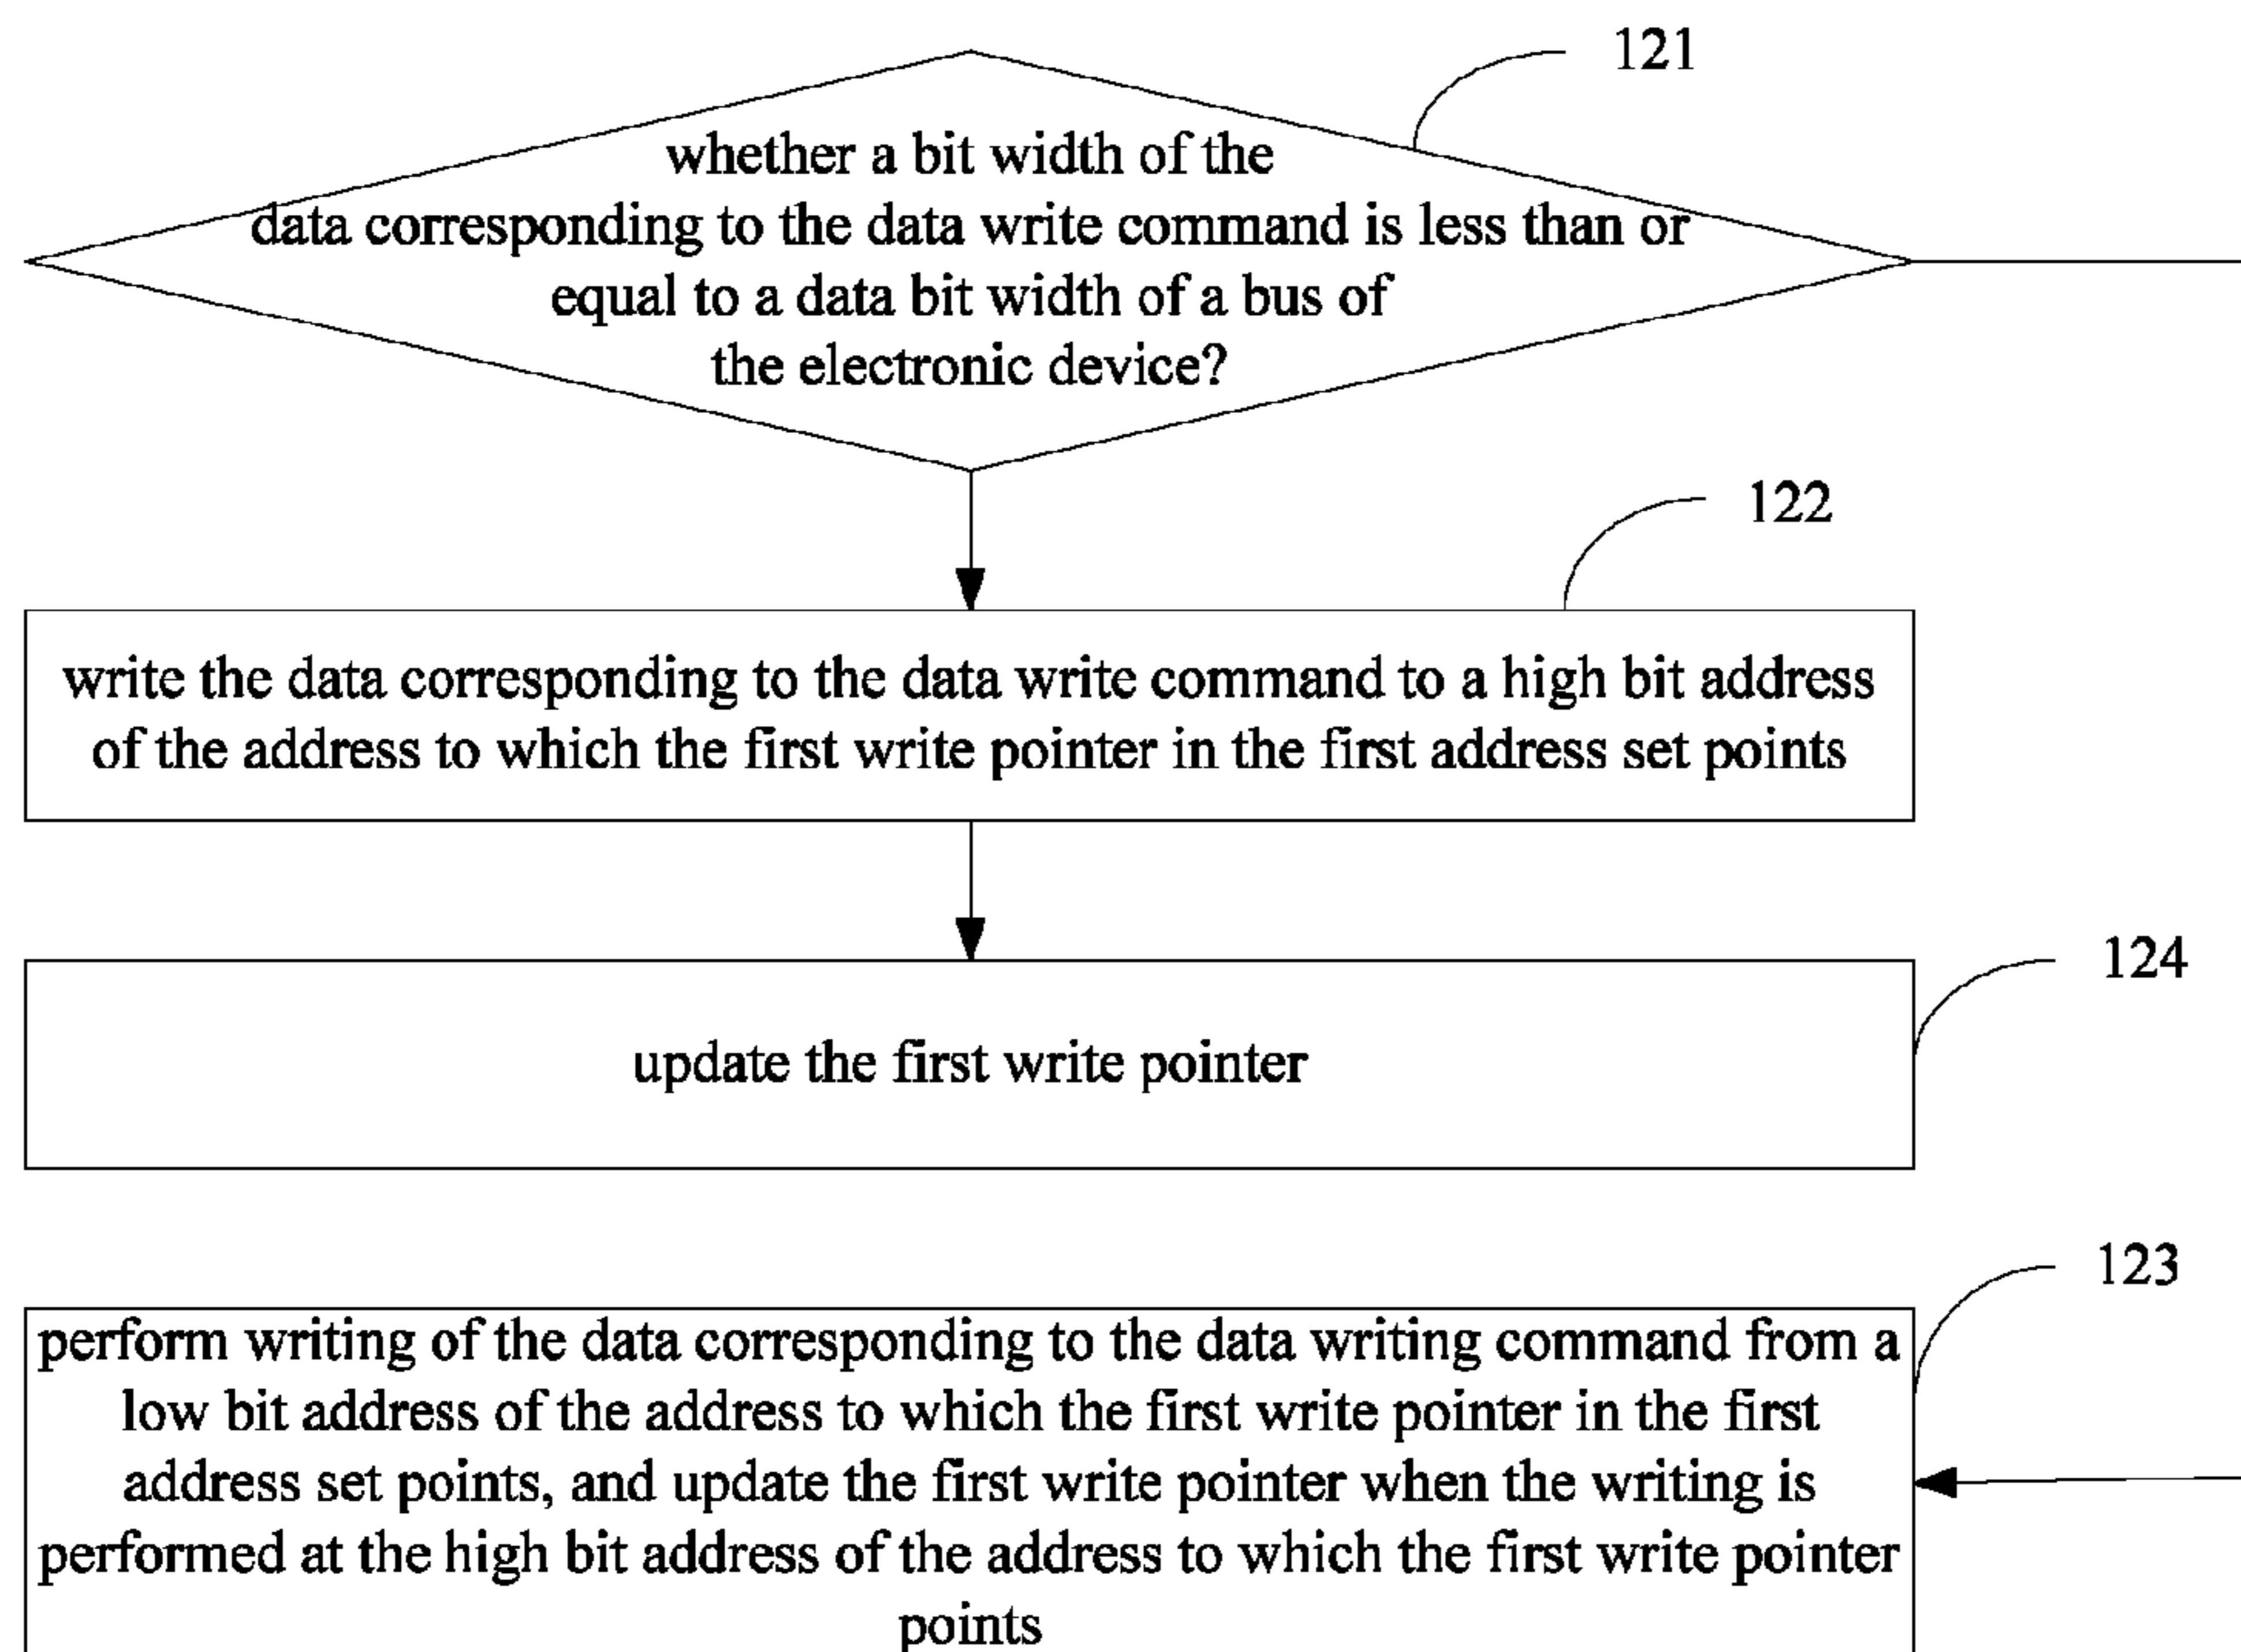 121
whether a bit width of the
data corresponding to the data write command is less than or
equal to a data bit width of a bus of
the electronic device?
122
write the data corresponding to the data write command to a high bit address
of the address to which the first write pointer in the first address set points
124
update the first write pointer
123
perform writing of the data corresponding to the data writing command from a
low bit address of the address to which the first write pointer in the first
address set points, and update the first write pointer when the writing is
performed at the high bit address of the address to which the first write pointer
points